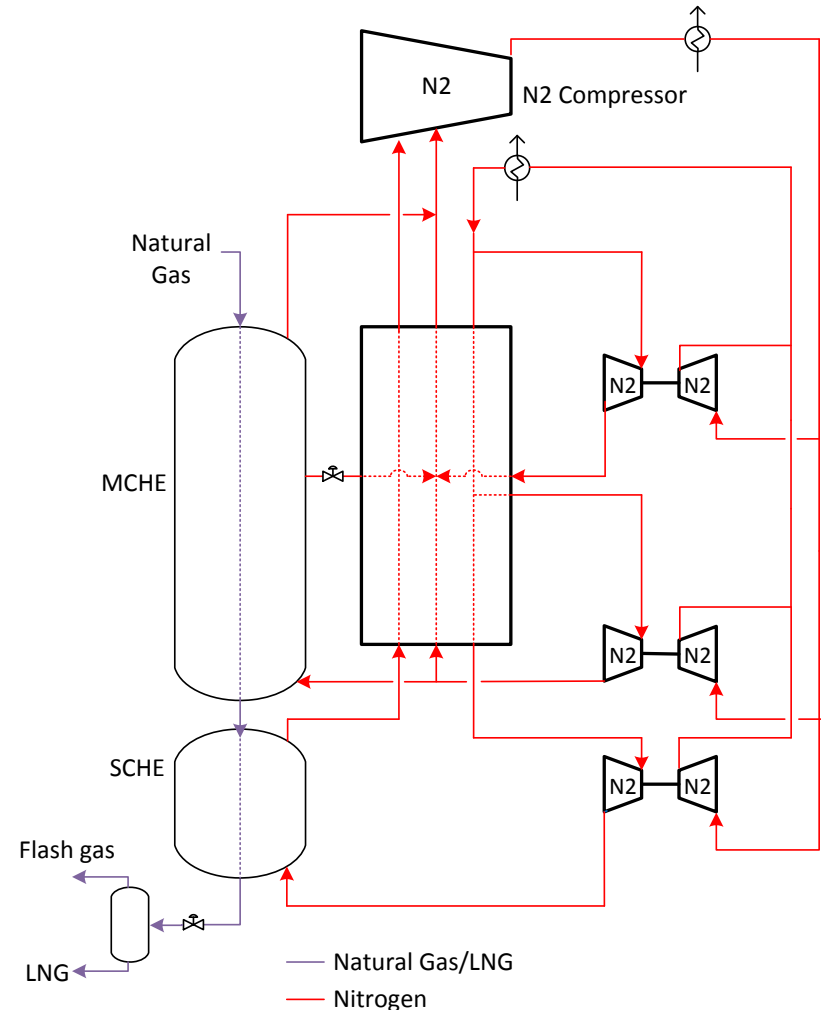 N2
N2 Compressor
Natural
Gas
N2
N2
MCHE
N2
N2
SCHE
N2
N2
Flash gas
LNG
Natural Gas/LNG
Nitrogen